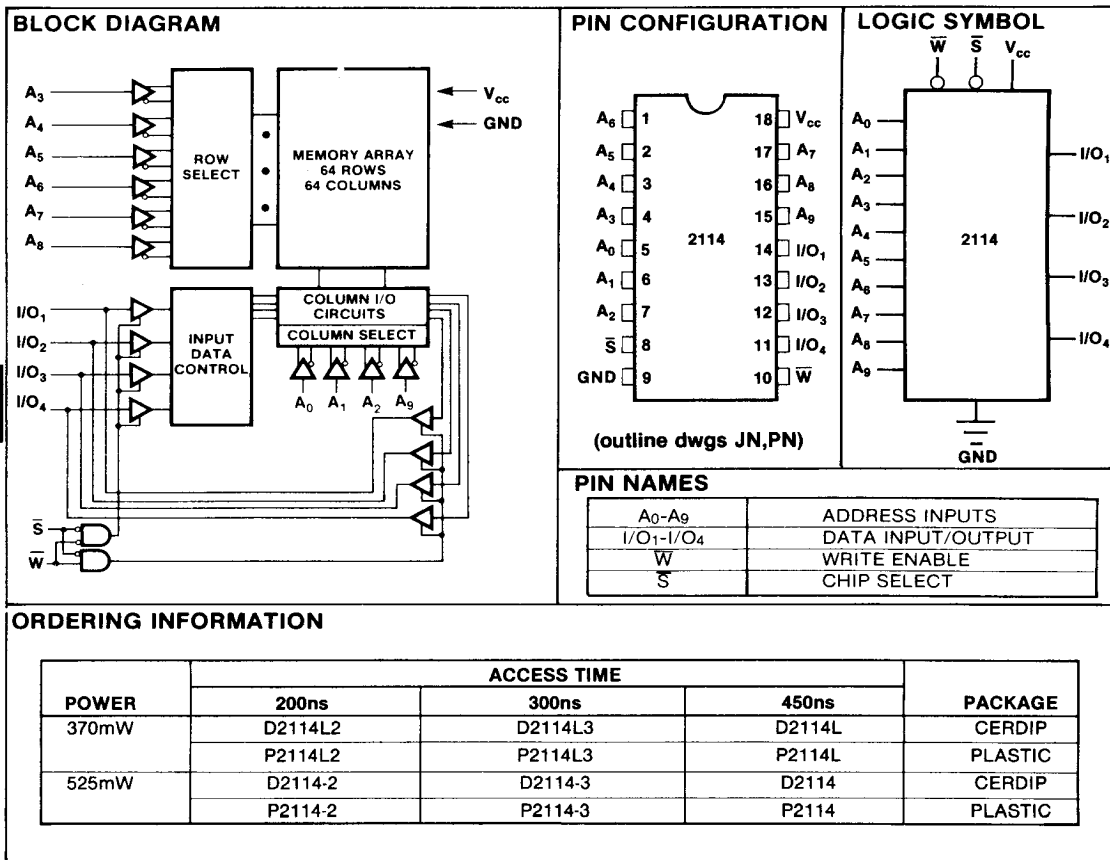 BLOCK DIAGRAM
A3
A4
A5
A6
A7
A8
ROW
SELECT
MEMORY ARRAY
64 ROWS
64 COLUMNS
Vcc
GND
I/O1
I/O2
I/O3
I/O4
INPUT
DATA
CONTROL
COLUMN I/O
CIRCUITS
COLUMN SELECT
A0 A1 A2 A9
S̅
W̅
PIN CONFIGURATION
A6 1 18 Vcc
A5 2 17 A7
A4 3 16 A8
A3 4 15 A9
A0 5 14 I/O1
A1 6 13 I/O2
A2 7 12 I/O3
S̅ 8 11 I/O4
GND 9 10 W̅
2114
(outline dwgs JN,PN)
LOGIC SYMBOL
W̅ S̅ Vcc
A0
A1
A2
A3
A4
A5
A6
A7
A8
A9
2114
I/O1
I/O2
I/O3
I/O4
GND
PIN NAMES
A0-A9 ADDRESS INPUTS
I/O1-I/O4 DATA INPUT/OUTPUT
W̅ WRITE ENABLE
S̅ CHIP SELECT
ORDERING INFORMATION
ACCESS TIME
POWER 200ns 300ns 450ns PACKAGE
370mW D2114L2 D2114L3 D2114L CERDIP
P2114L2 P2114L3 P2114L PLASTIC
525mW D2114-2 D2114-3 D2114 CERDIP
P2114-2 P2114-3 P2114 PLASTIC